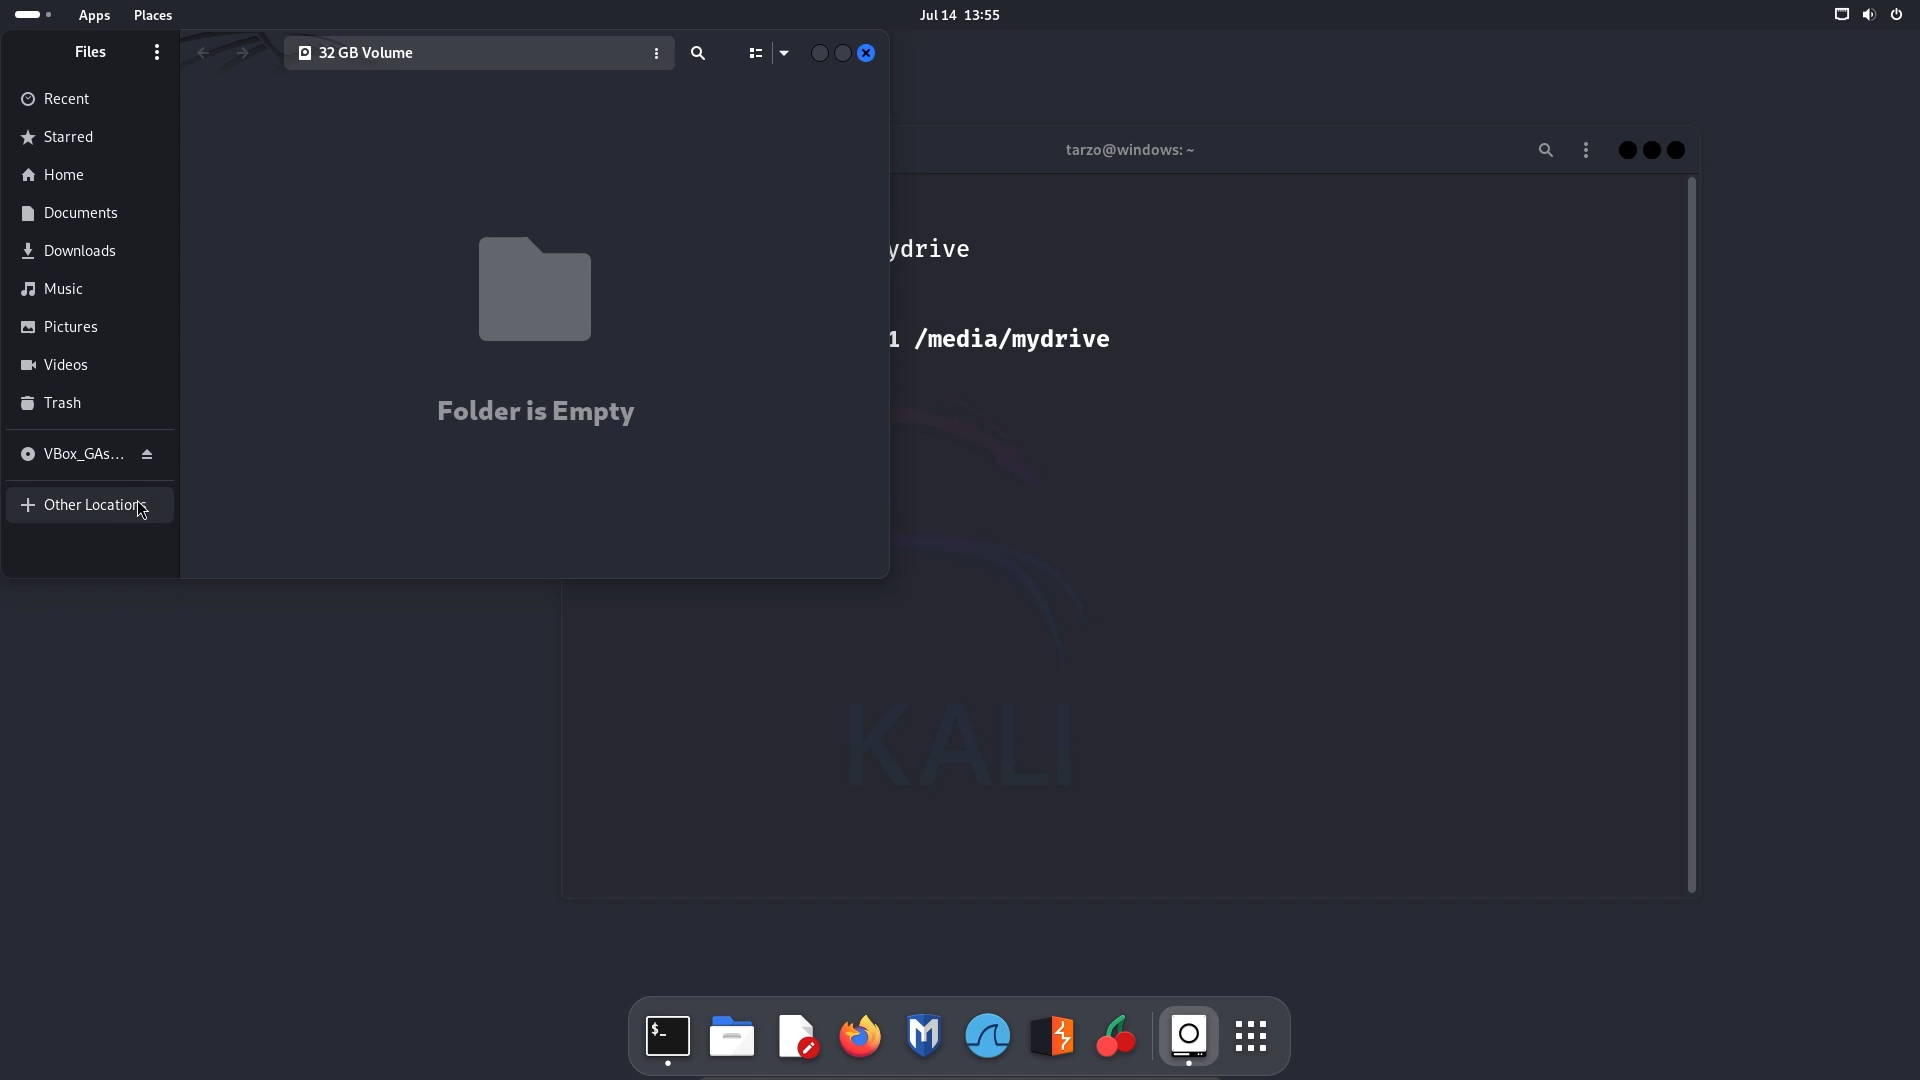 Apps Places Jul 14 13:55
Files 32 GB Volume
Recent
Starred
Home
Documents
Downloads
Music
Pictures
Videos
Trash
VBox_GAs...
Other Locations
Folder is Empty
tarzo@windows: ~
ydrive
1 /media/mydrive
KALI
$_